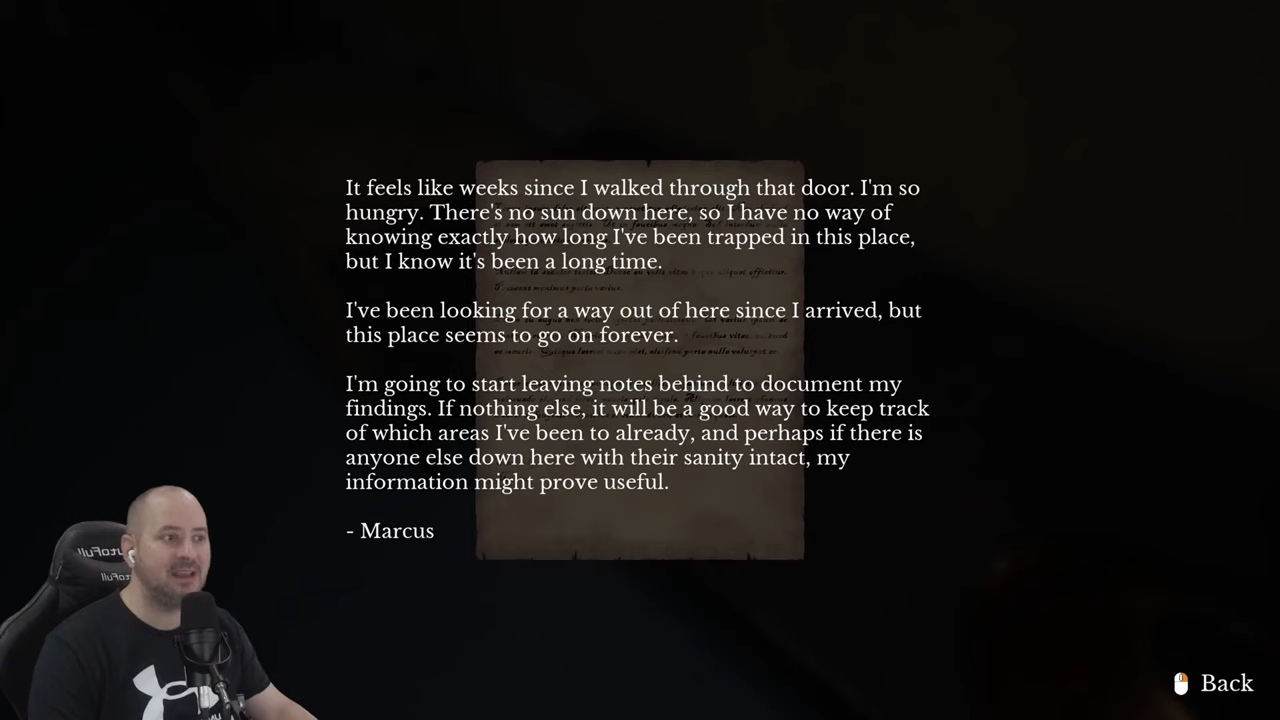 It feels like weeks since I walked through that door. I'm so
hungry. There's no sun down here, so I have no way of
knowing exactly how long I've been trapped in this place,
but I know it's been a long time.
I've been looking for a way out of here since I arrived, but
this place seems to go on forever.
I'm going to start leaving notes behind to document my
findings. If nothing else, it will be a good way to keep track
of which areas I've been to already, and perhaps if there is
anyone else down here with their sanity intact, my
information might prove useful.
- Marcus
Back